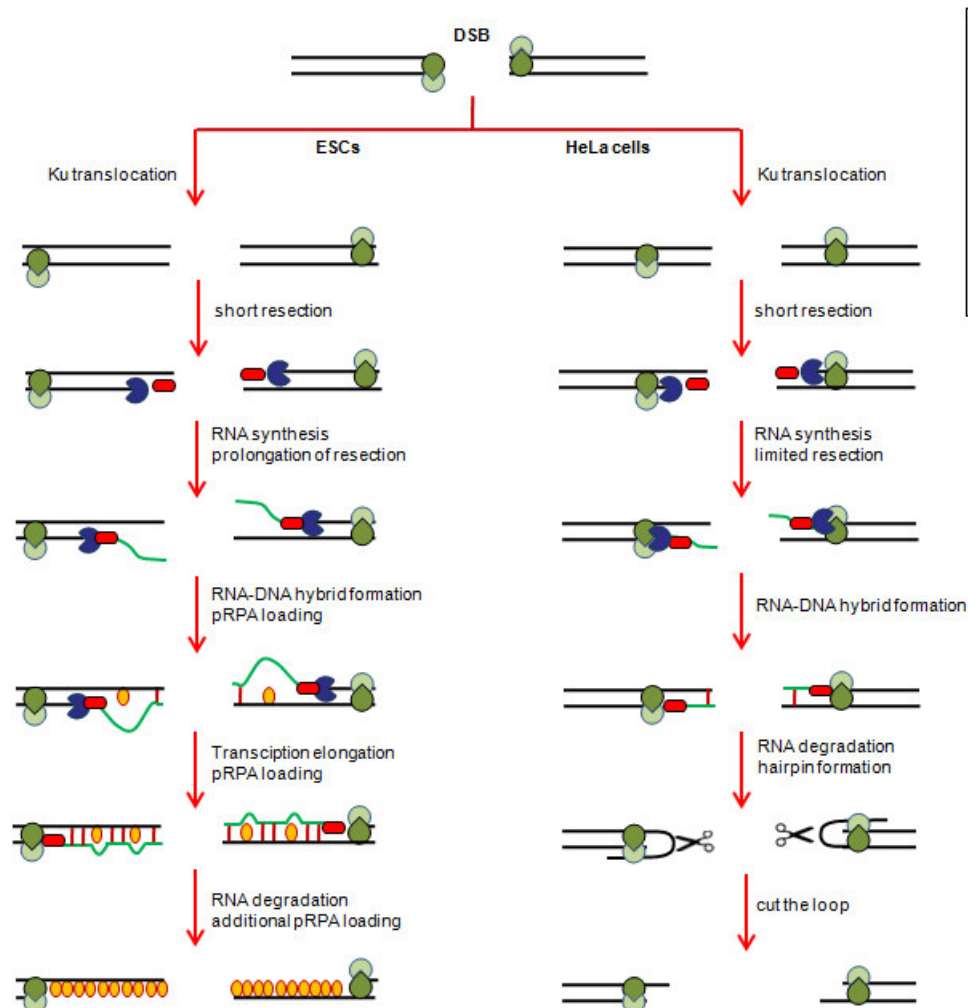 DSB
ESCs
HeLa cells
Ku translocation
Ku translocation
short resection
short resection
RNA synthesis
prolongation of resection
RNA synthesis
limited resection
RNA-DNA hybrid formation
pRPA loading
RNA-DNA hybrid formation
Transciption elongation
pRPA loading
RNA degradation
hairpin formation
RNA degradation
additional pRPA loading
cut the loop